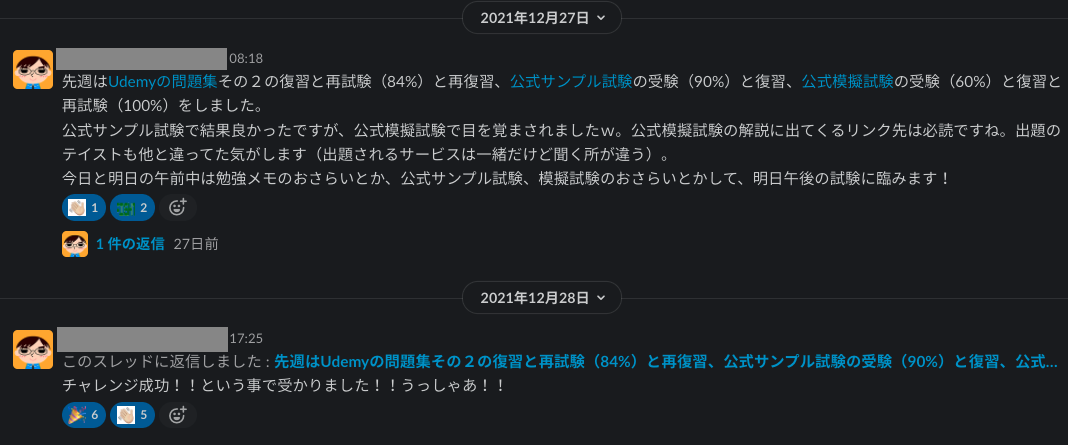 2021年12月27日
08:18
先週はUdemyの問題集その２の復習と再試験（84%）と再復習、公式サンプル試験の受験（90%）と復習、公式模擬試験の受験（60%）と復習と
再試験（100%）をしました。
公式サンプル試験で結果良かったですが、公式模擬試験で目を覚まされましたｗ。公式模擬試験の解説に出てくるリンク先は必読ですね。出題の
テイストも他と違ってた気がします（出題されるサービスは一緒だけど聞く所が違う）。
今日と明日の午前中は勉強メモのおさらいとか、公式サンプル試験、模擬試験のおさらいとかして、明日午後の試験に臨みます！
1 2
1 件の返信 27日前
2021年12月28日
17:25
このスレッドに返信しました : 先週はUdemyの問題集その２の復習と再試験（84%）と再復習、公式サンプル試験の受験（90%）と復習、公式…
チャレンジ成功！！という事で受かりました！！うっしゃあ！！
6 5